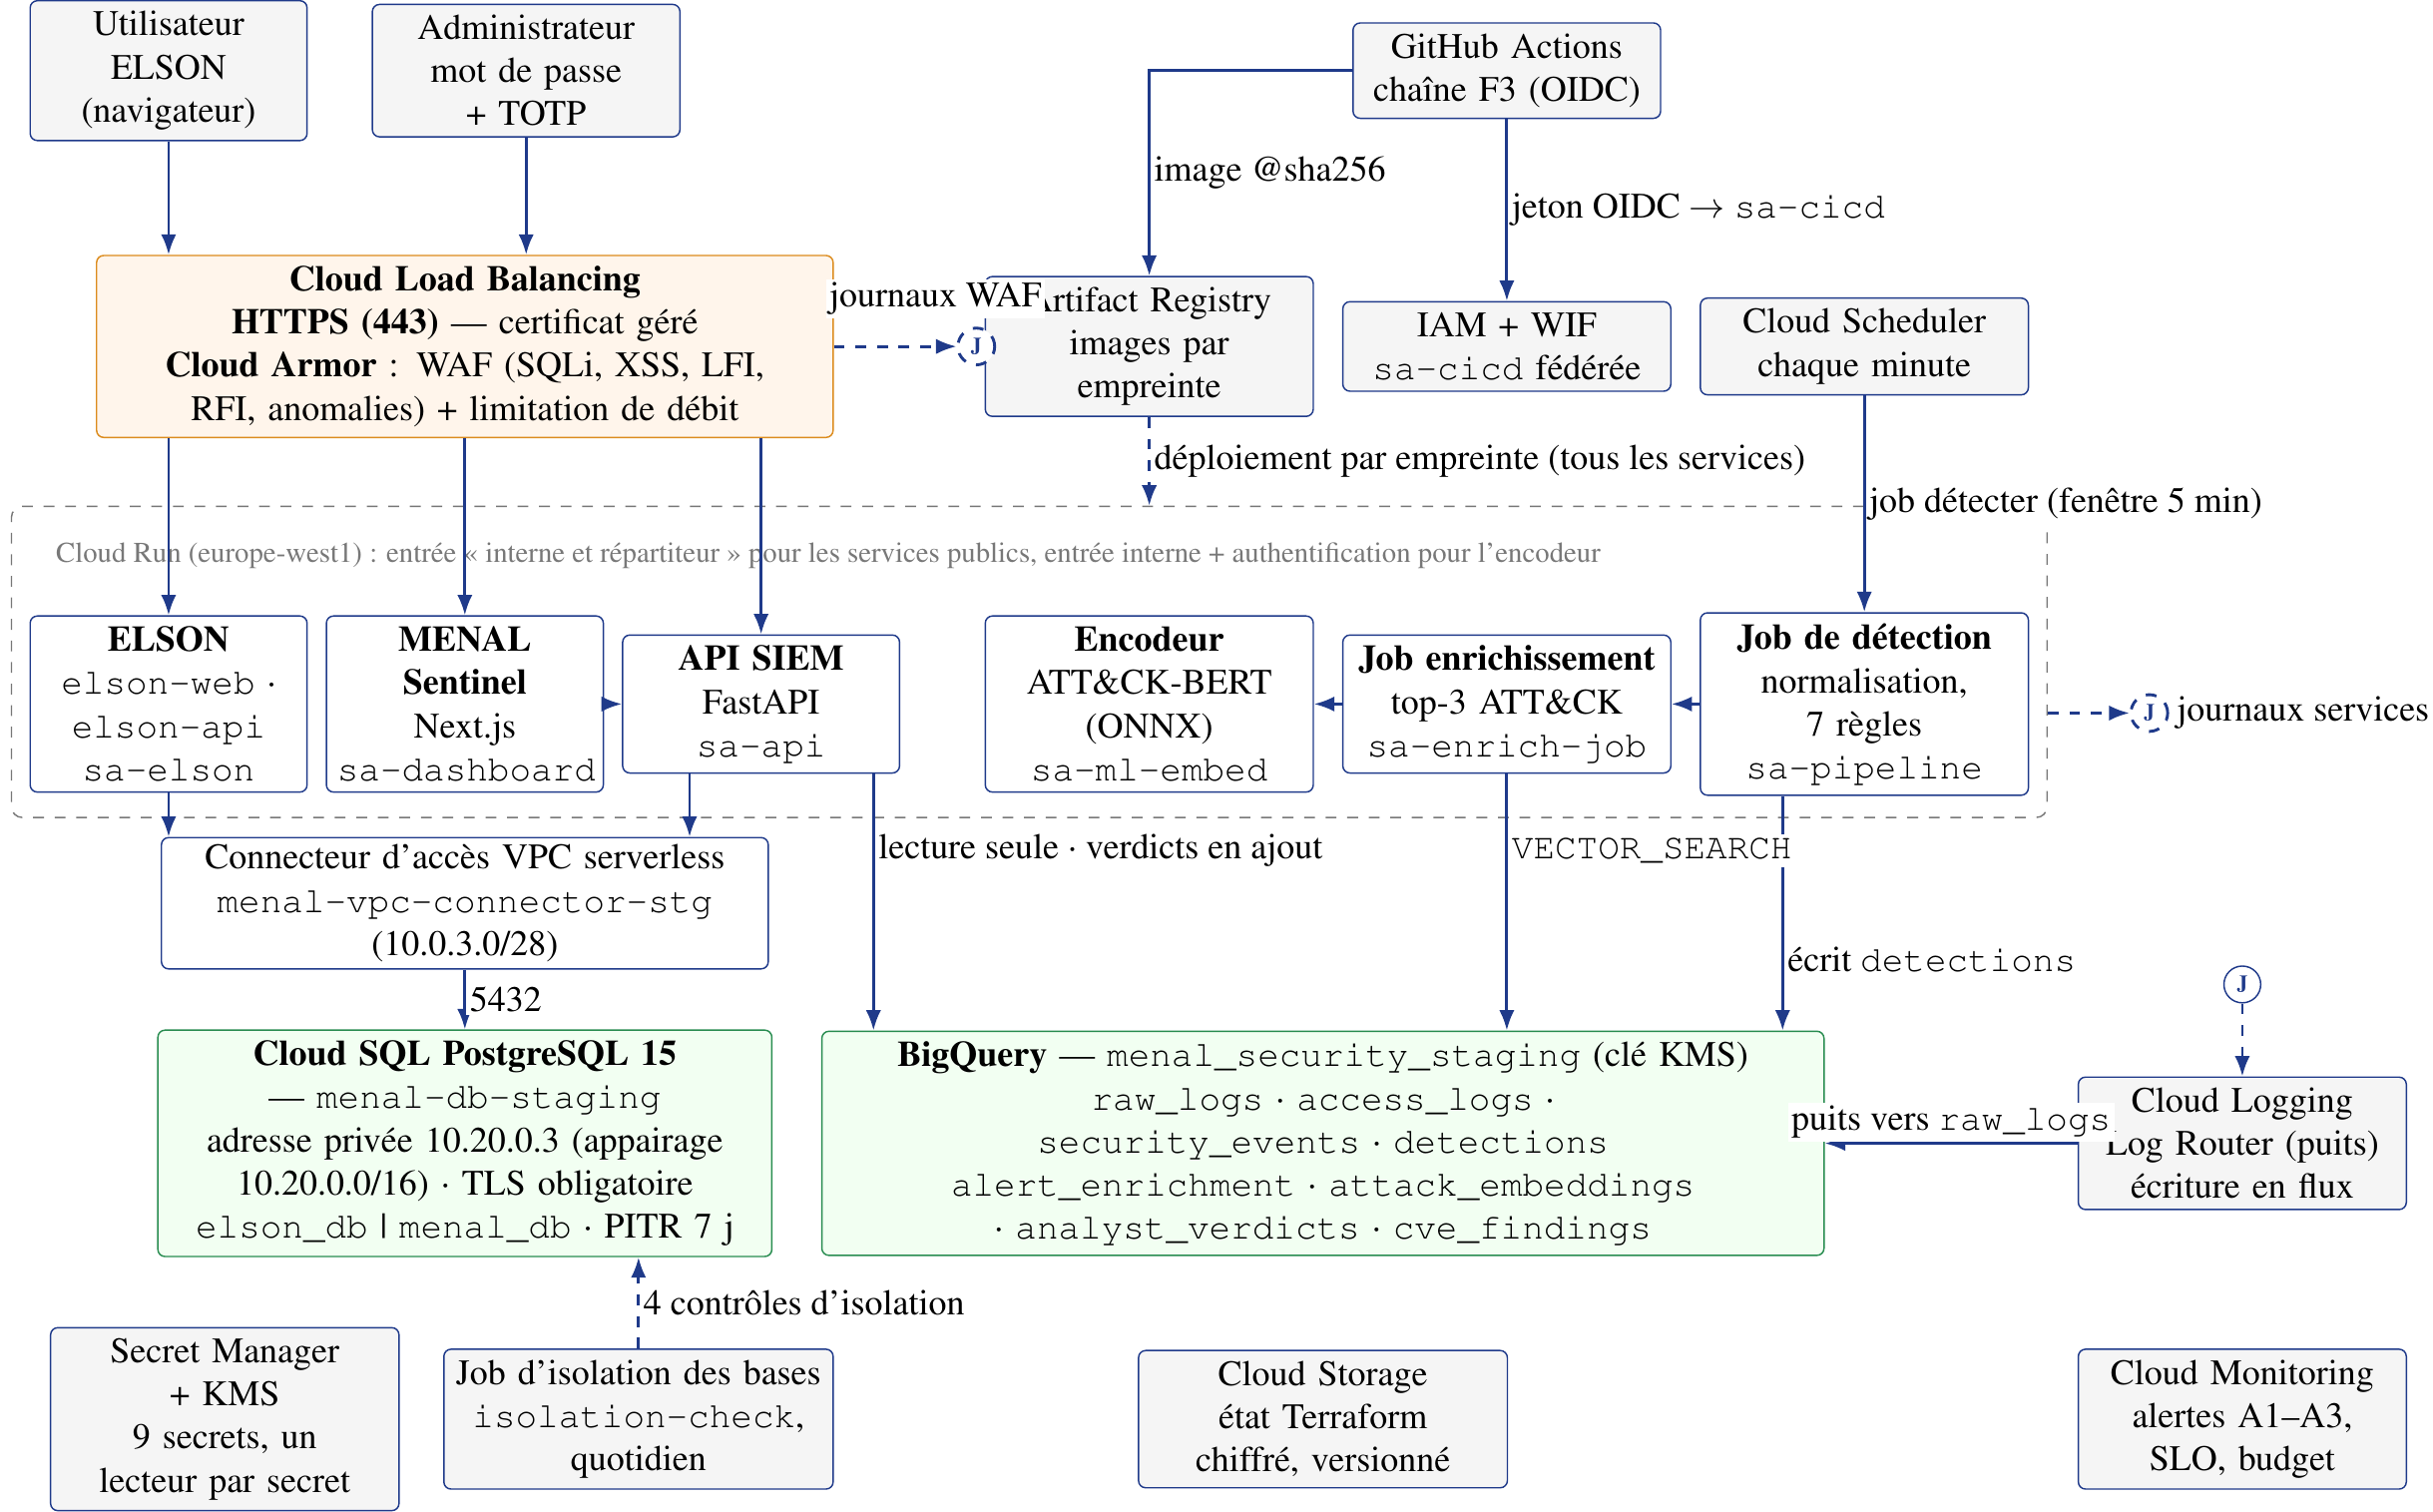 Utilisateur
ELSON
(navigateur)
Administrateur
mot de passe
+ TOTP
GitHub Actions
chaîne F3 (OIDC)
image @sha256
jeton OIDC → sa-cicd
Cloud Load Balancing
HTTPS (443) — certificat géré
Cloud Armor : WAF (SQLi, XSS, LFI,
RFI, anomalies) + limitation de débit
journaux WAF
J
Artifact Registry
images par
empreinte
IAM + WIF
sa-cicd fédérée
Cloud Scheduler
chaque minute
déploiement par empreinte (tous les services)
job détecter (fenêtre 5 min)
Cloud Run (europe-west1) : entrée « interne et répartiteur » pour les services publics, entrée interne + authentification pour l'encodeur
ELSON
elson-web ·
elson-api
sa-elson
MENAL
Sentinel
Next.js
sa-dashboard
API SIEM
FastAPI
sa-api
Encodeur
ATT&CK-BERT
(ONNX)
sa-ml-embed
Job enrichissement
top-3 ATT&CK
sa-enrich-job
Job de détection
normalisation,
7 règles
sa-pipeline
J
journaux services
Connecteur d'accès VPC serverless
menal-vpc-connector-stg
(10.0.3.0/28)
lecture seule · verdicts en ajout
VECTOR_SEARCH
écrit detections
5432
J
Cloud SQL PostgreSQL 15
— menal-db-staging
adresse privée 10.20.0.3 (appairage
10.20.0.0/16) · TLS obligatoire
elson_db | menal_db · PITR 7 j
BigQuery — menal_security_staging (clé KMS)
raw_logs · access_logs ·
security_events · detections
alert_enrichment · attack_embeddings
· analyst_verdicts · cve_findings
puits vers raw_logs
Cloud Logging
Log Router (puits)
écriture en flux
4 contrôles d'isolation
Secret Manager
+ KMS
9 secrets, un
lecteur par secret
Job d'isolation des bases
isolation-check,
quotidien
Cloud Storage
état Terraform
chiffré, versionné
Cloud Monitoring
alertes A1–A3,
SLO, budget